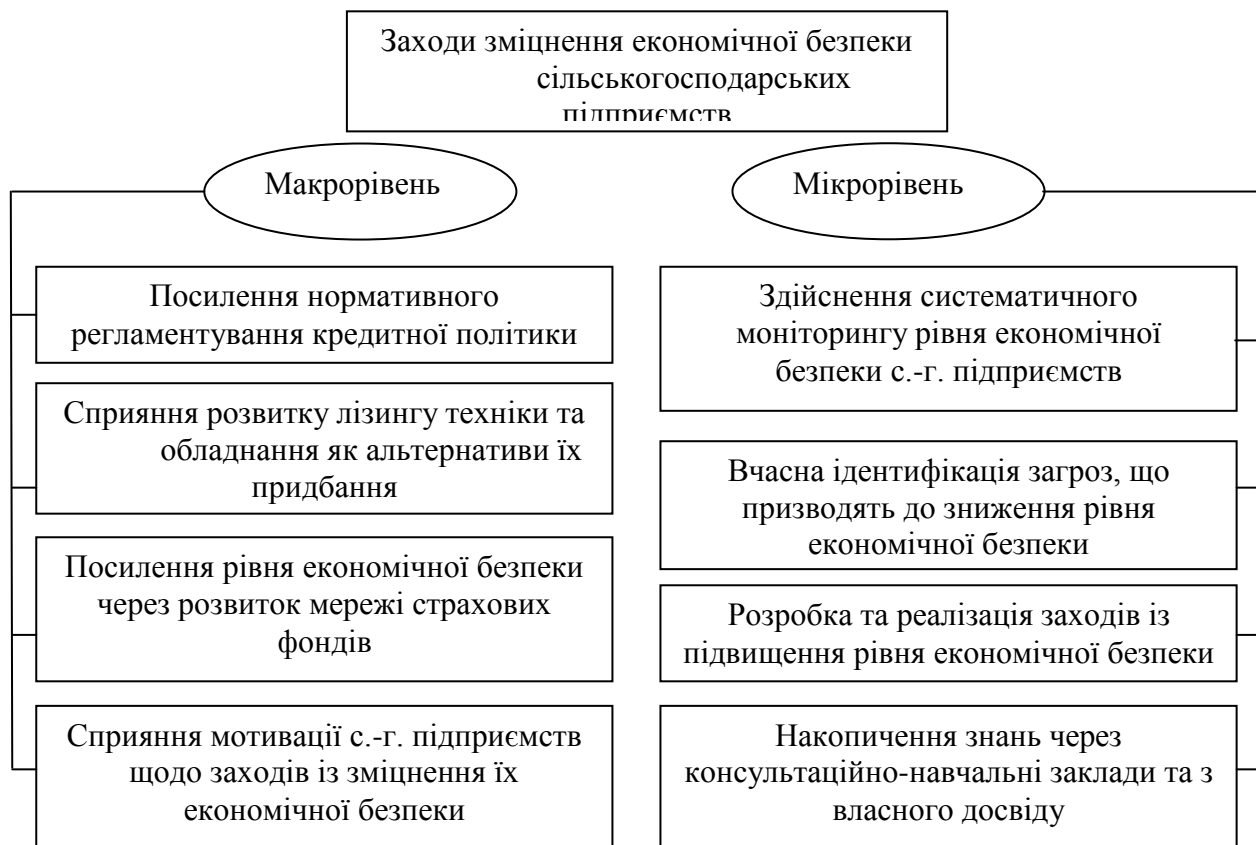 Заходи зміцнення економічної безпеки
сільськогосподарських
підприємств
Макрорівень
Мікрорівень
Посилення нормативного
регламентування кредитної політики
Сприяння розвитку лізингу техніки та
обладнання як альтернативи їх
придбання
Посилення рівня економічної безпеки
через розвиток мережі страхових
фондів
Сприяння мотивації с.-г. підприємств
щодо заходів із зміцнення їх
економічної безпеки
Здійснення систематичного
моніторингу рівня економічної
безпеки с.-г. підприємств
Вчасна ідентифікація загроз, що
призводять до зниження рівня
економічної безпеки
Розробка та реалізація заходів із
підвищення рівня економічної безпеки
Накопичення знань через
консультаційно-навчальні заклади та з
власного досвіду